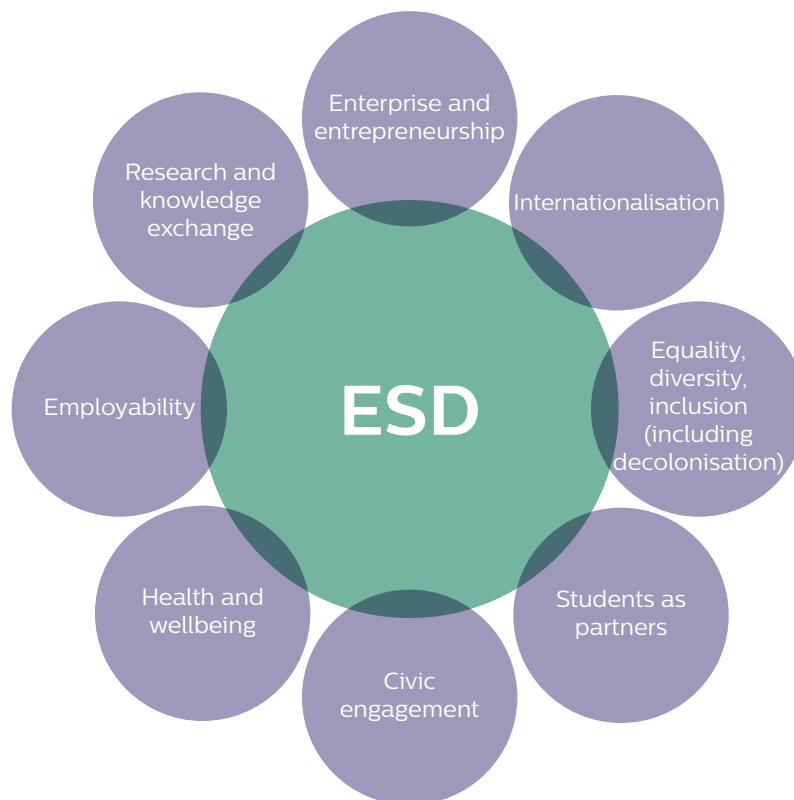 Enterprise and
entrepreneurship
Internationalisation
Research and
knowledge
exchange
Equality,
diversity,
inclusion
(including
decolonisation)
Employability
ESD
Students as
partners
Health and
wellbeing
Civic
engagement